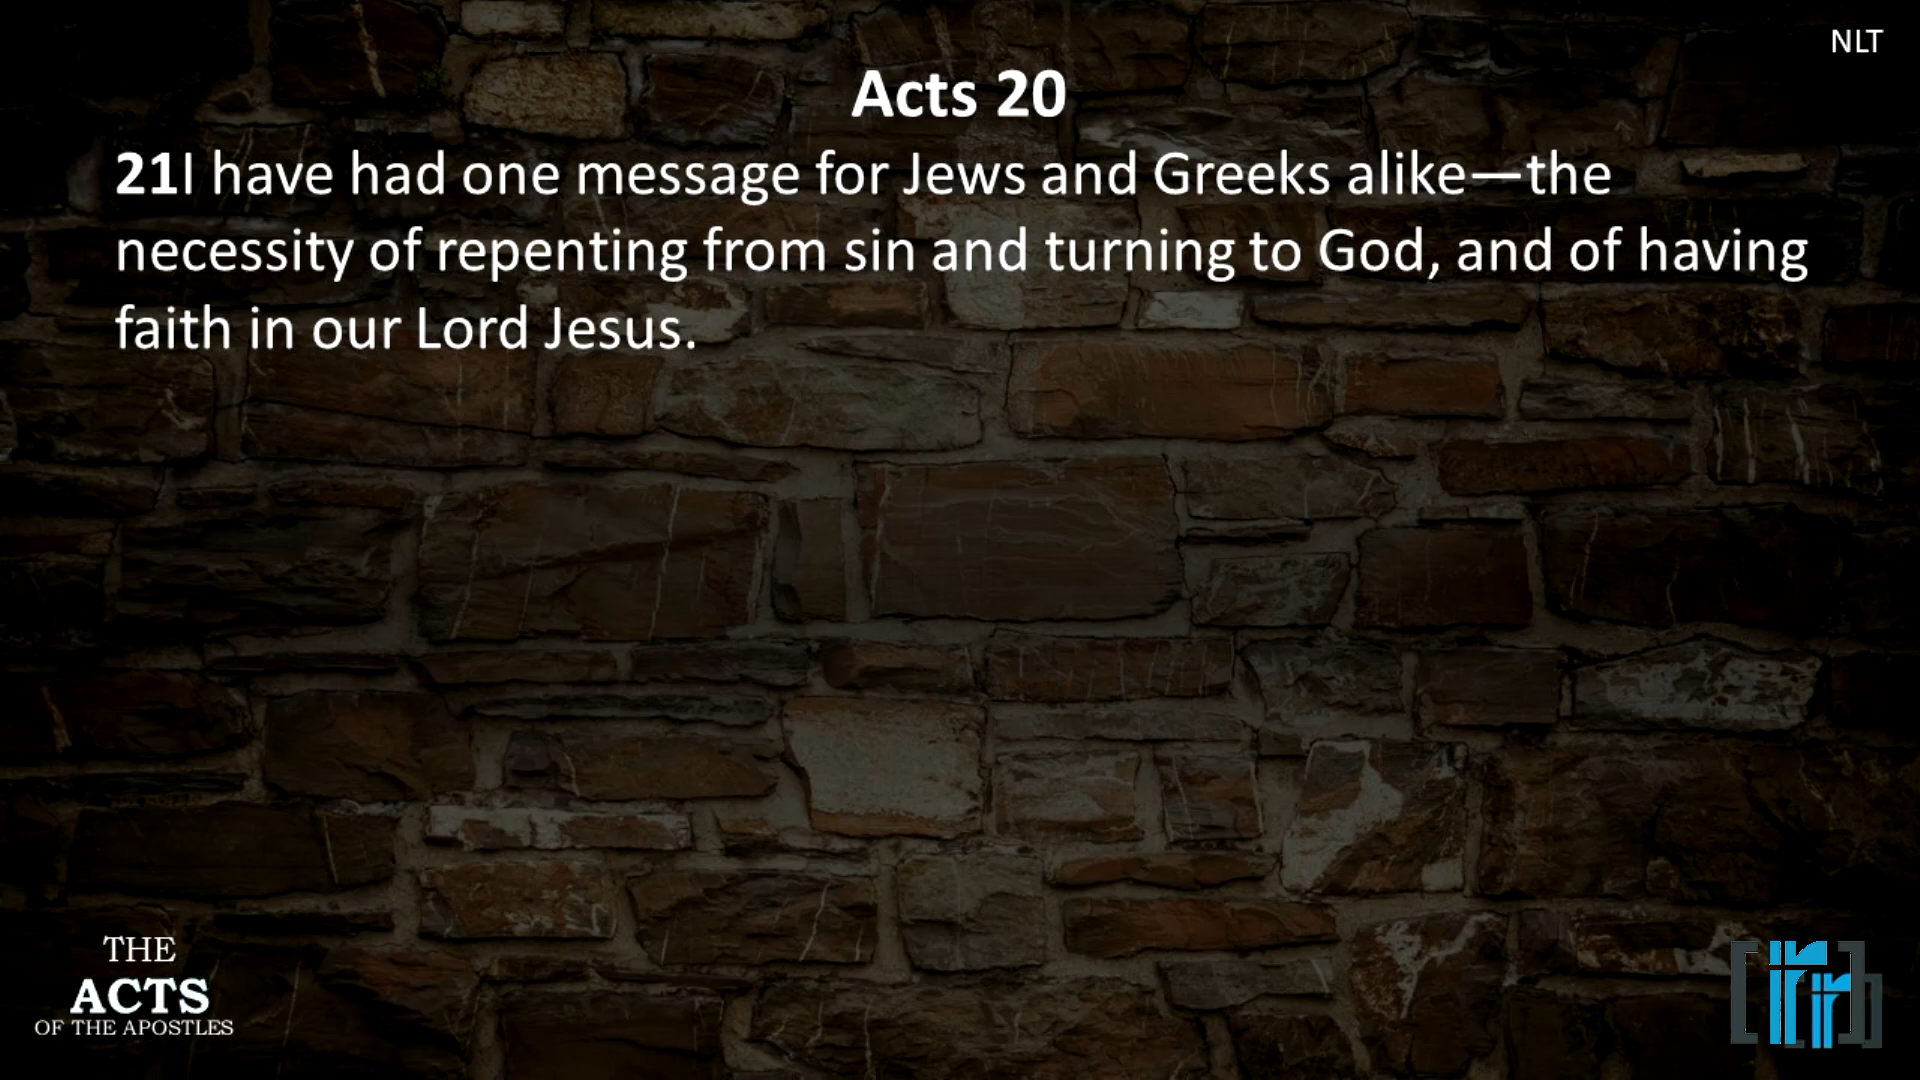 NLT
Acts 20
21I have had one message for Jews and Greeks alike—the
necessity of repenting from sin and turning to God, and of having
faith in our Lord Jesus.
THE
ACTS
OF THE APOSTLES